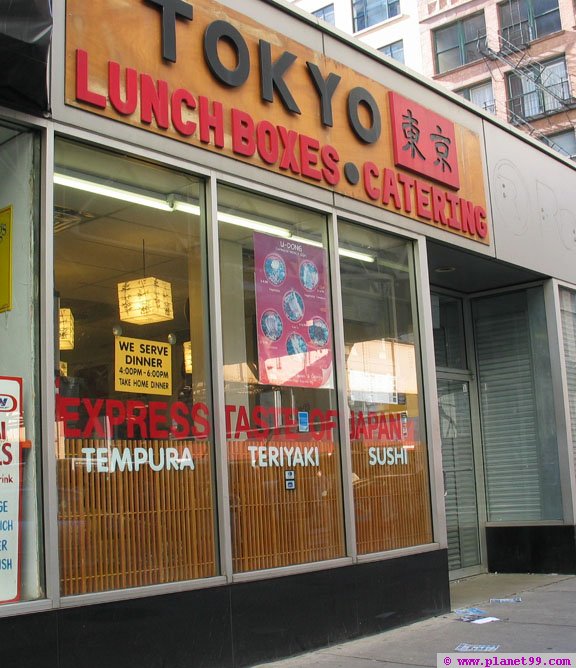 TOKYO
東京
LUNCH BOXES • CATERING
U-DONG
WE SERVE
DINNER
4:00PM - 6:00PM
TAKE HOME DINNER
EXPRESS TASTE OF JAPAN
TEMPURA TERIYAKI SUSHI
www.planet99.com